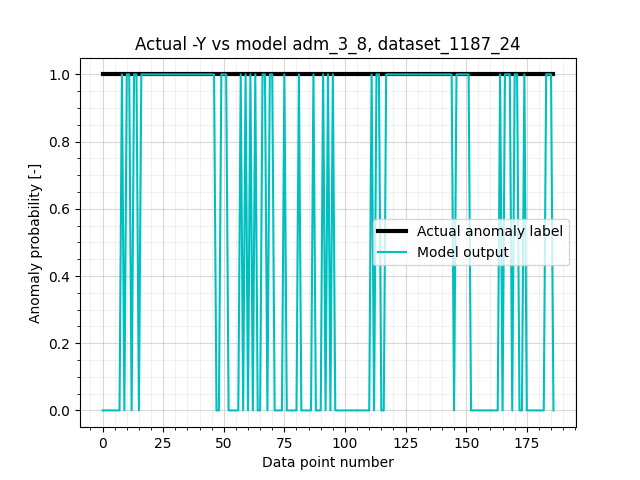 Actual -Y vs model adm_3_8, dataset_1187_24
1.0
0.8
0.6
0.4
0.2
0.0
Anomaly probability [-]
Actual anomaly label
Model output
0 25 50 75 100 125 150 175
Data point number